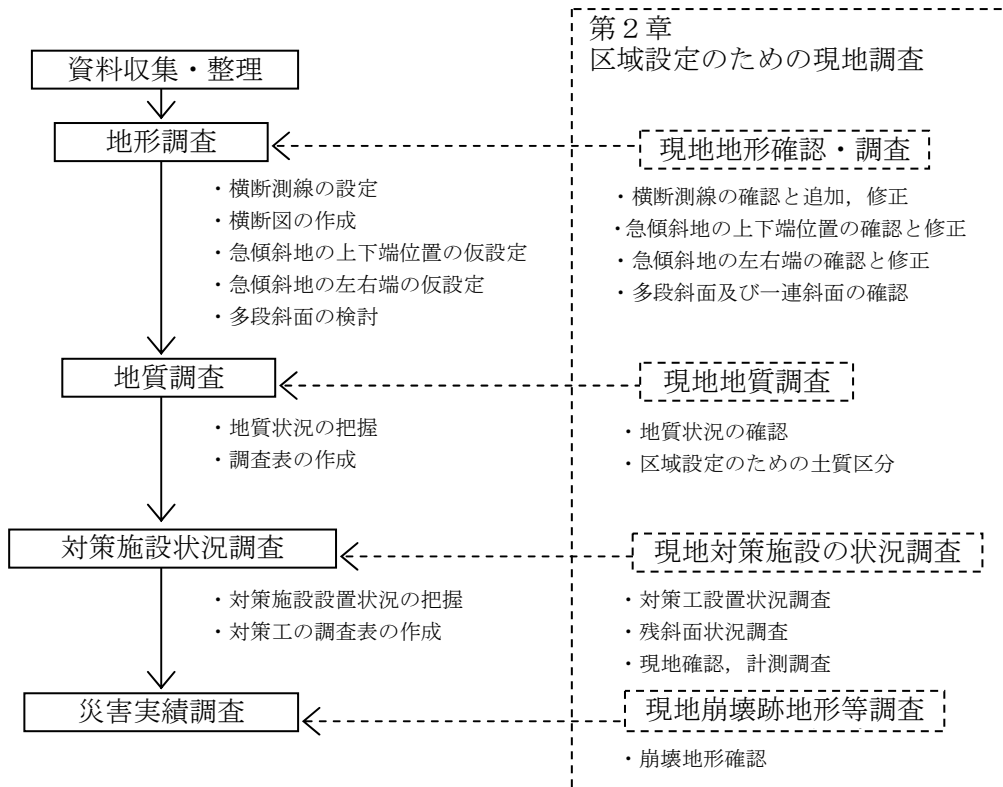 第２章
区域設定のための現地調査
資料収集・整理
地形調査
・横断測線の設定
・横断図の作成
・急傾斜地の上下端位置の仮設定
・急傾斜地の左右端の仮設定
・多段斜面の検討
現地地形確認・調査
・横断測線の確認と追加，修正
・急傾斜地の上下端位置の確認と修正
・急傾斜地の左右端の確認と修正
・多段斜面及び一連斜面の確認
地質調査
・地質状況の把握
・調査表の作成
現地地質調査
・地質状況の確認
・区域設定のための土質区分
対策施設状況調査
・対策施設設置状況の把握
・対策工の調査表の作成
現地対策施設の状況調査
・対策工設置状況調査
・残斜面状況調査
・現地確認，計測調査
災害実績調査
現地崩壊跡地形等調査
・崩壊地形確認